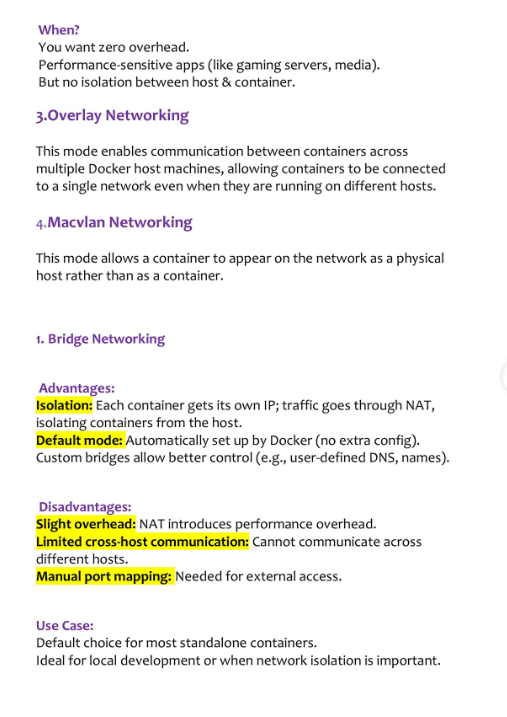 When?
You want zero overhead.
Performance-sensitive apps (like gaming servers, media).
But no isolation between host & container.
3.Overlay Networking
This mode enables communication between containers across
multiple Docker host machines, allowing containers to be connected
to a single network even when they are running on different hosts.
4.Macvlan Networking
This mode allows a container to appear on the network as a physical
host rather than as a container.
1. Bridge Networking
Advantages:
Isolation: Each container gets its own IP; traffic goes through NAT,
isolating containers from the host.
Default mode: Automatically set up by Docker (no extra config).
Custom bridges allow better control (e.g., user-defined DNS, names).
Disadvantages:
Slight overhead: NAT introduces performance overhead.
Limited cross-host communication: Cannot communicate across
different hosts.
Manual port mapping: Needed for external access.
Use Case:
Default choice for most standalone containers.
Ideal for local development or when network isolation is important.